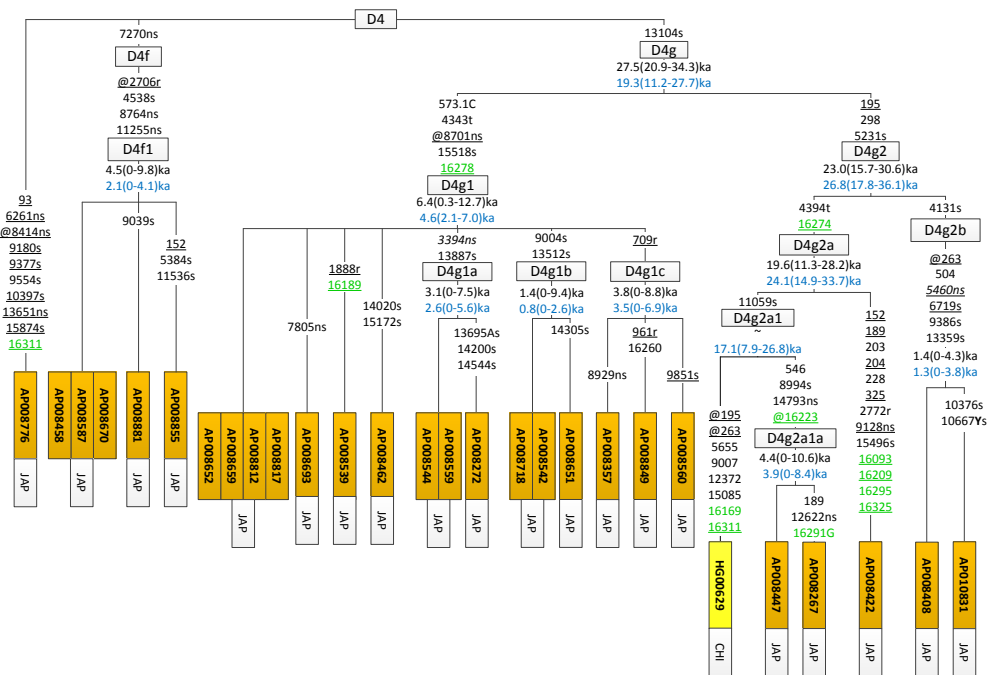 D4
7270ns
D4f
@2706r
4538s
8764ns
11255ns
D4f1
4.5(0-9.8)ka
2.1(0-4.1)ka
93
6261ns
@8414ns
9180s
9377s
9554s
10397s
13651ns
15874s
16311
9039s
152
5384s
11536s
AP008776
JAP
AP008458
AP008587
AP008670
JAP
AP008881
JAP
AP008855
JAP
13104s
D4g
27.5(20.9-34.3)ka
19.3(11.2-27.7)ka
573.1C
4343t
@8701ns
15518s
16278
D4g1
6.4(0.3-12.7)ka
4.6(2.1-7.0)ka
7805ns
1888r
16189
14020s
15172s
3394ns
13887s
D4g1a
3.1(0-7.5)ka
2.6(0-5.6)ka
13695As
14200s
14544s
9004s
13512s
D4g1b
1.4(0-9.4)ka
0.8(0-2.6)ka
14305s
709r
D4g1c
3.8(0-8.8)ka
3.5(0-6.9)ka
8929ns
961r
16260
9851s
AP008652
AP008659
AP008812
AP008817
JAP
AP008693
JAP
AP008539
JAP
AP008462
JAP
AP008544
AP008559
JAP
AP008272
JAP
AP008718
AP008542
JAP
AP008651
JAP
AP008357
JAP
AP008849
JAP
AP008560
JAP
195
298
5231s
D4g2
23.0(15.7-30.6)ka
26.8(17.8-36.1)ka
4394t
16274
D4g2a
19.6(11.3-28.2)ka
24.1(14.9-33.7)ka
11059s
D4g2a1
~
17.1(7.9-26.8)ka
@195
@263
5655
9007
12372
15085
16169
16311
546
8994s
14793ns
@16223
D4g2a1a
4.4(0-10.6)ka
3.9(0-8.4)ka
189
12622ns
16291G
152
189
203
204
228
325
2772r
9128ns
15496s
16093
16209
16295
16325
4131s
D4g2b
@263
504
5460ns
6719s
9386s
13359s
1.4(0-4.3)ka
1.3(0-3.8)ka
10376s
10667Ys
HG00629
CHI
AP008447
JAP
AP008267
JAP
AP008422
JAP
AP008408
JAP
AP010831
JAP